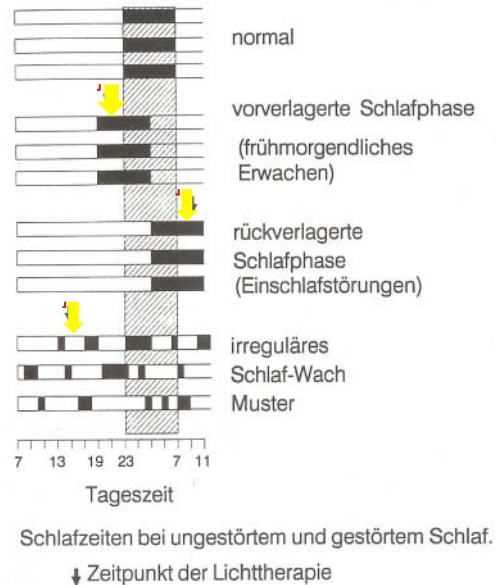 normal
vorverlagerte Schlafphase
(frühmorgendliches
Erwachen)
rückverlagerte
Schlafphase
(Einschlafstörungen)
irreguläres
Schlaf-Wach
Muster
7 13 19 23 7 11
Tageszeit
Schlafzeiten bei ungestörtem und gestörtem Schlaf.
Zeitpunkt der Lichttherapie